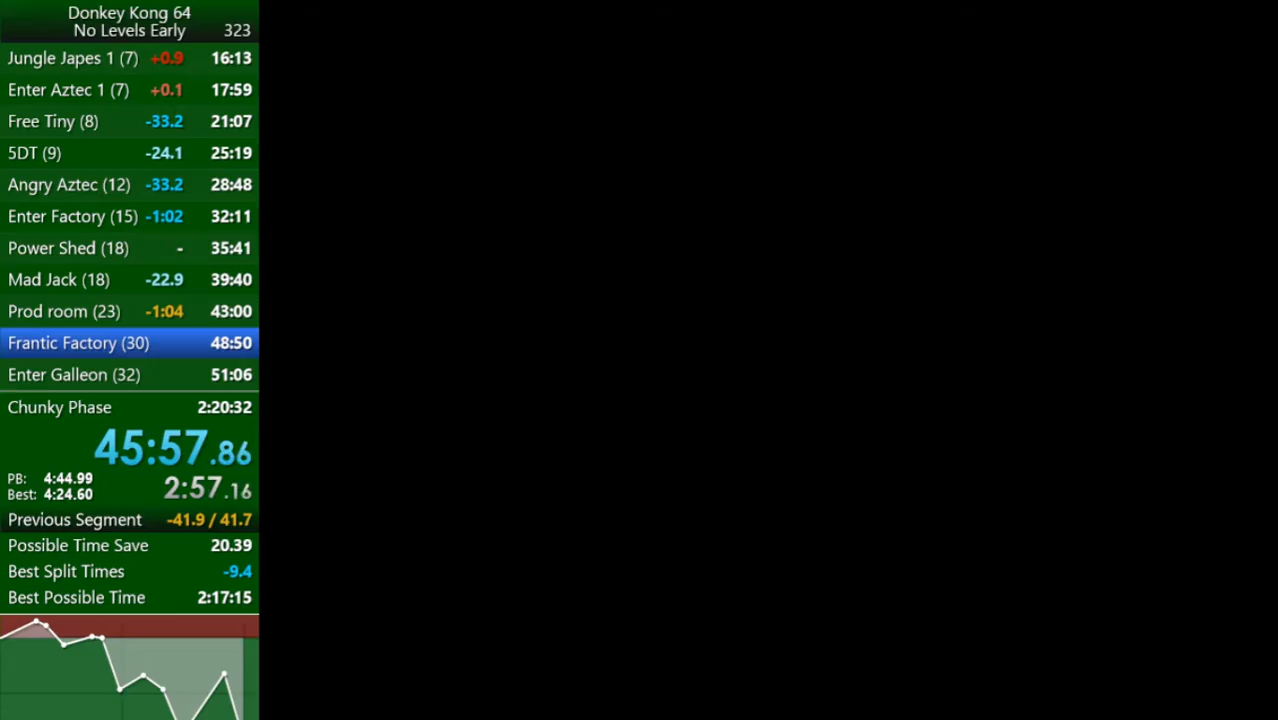 Donkey Kong 64
No Levels Early 323
Jungle Japes 1 (7) +0.9 16:13
Enter Aztec 1 (7) +0.1 17:59
Free Tiny (8) -33.2 21:07
5DT (9) -24.1 25:19
Angry Aztec (12) -33.2 28:48
Enter Factory (15) -1:02 32:11
Power Shed (18) - 35:41
Mad Jack (18) -22.9 39:40
Prod room (23) -1:04 43:00
Frantic Factory (30) 48:50
Enter Galleon (32) 51:06
Chunky Phase 2:20:32
45:57.86
PB: 4:44.99
Best: 4:24.60 2:57.16
Previous Segment -41.9 / 41.7
Possible Time Save 20.39
Best Split Times -9.4
Best Possible Time 2:17:15